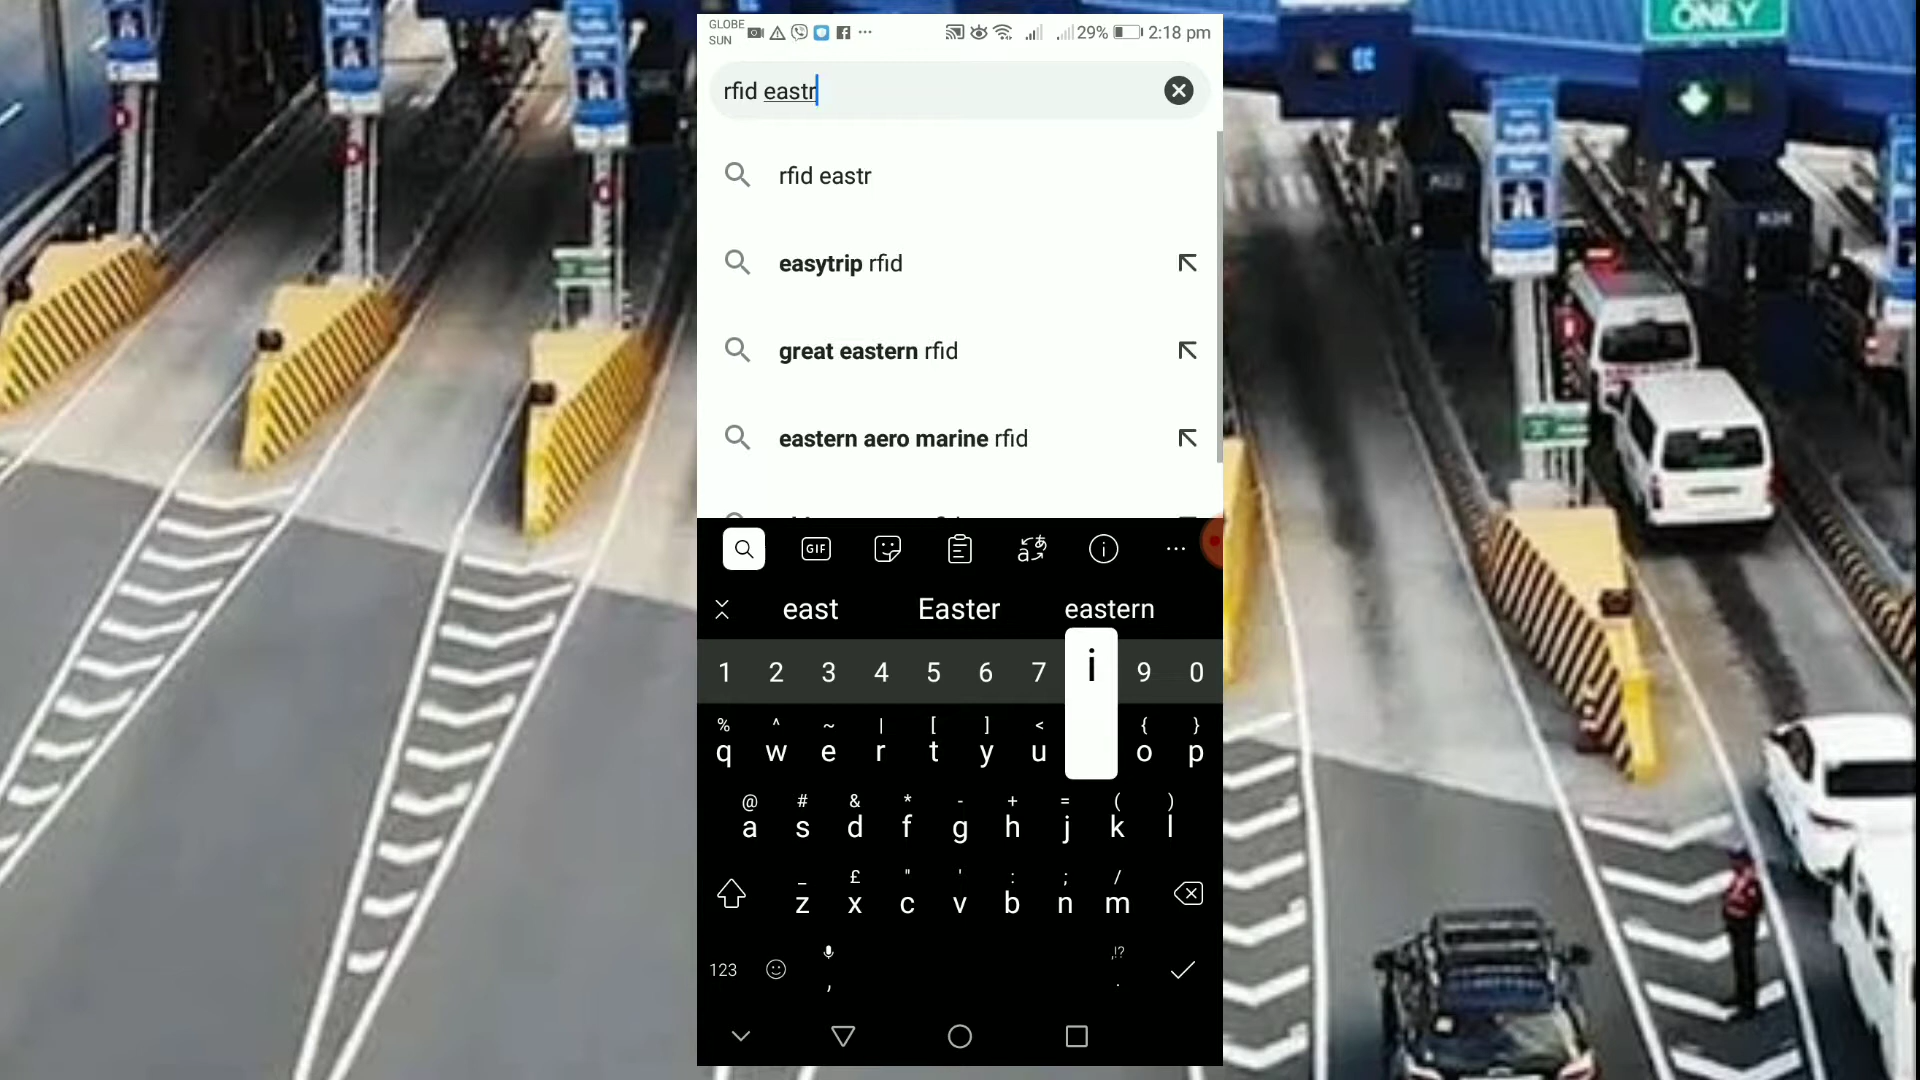 GLOBE
SUN
29% 2:18 pm
rfid eastr
rfid eastr
easytrip rfid
great eastern rfid
eastern aero marine rfid
GIF
east Easter eastern
1 2 3 4 5 6 7 i 9 0
% ^ ~ | [ ] < { }
q w e r t y u o p
@ # & * - + = ( )
a s d f g h j k l
_ £ " ' : ; /
z x c v b n m
,!?
123 , .
ONLY